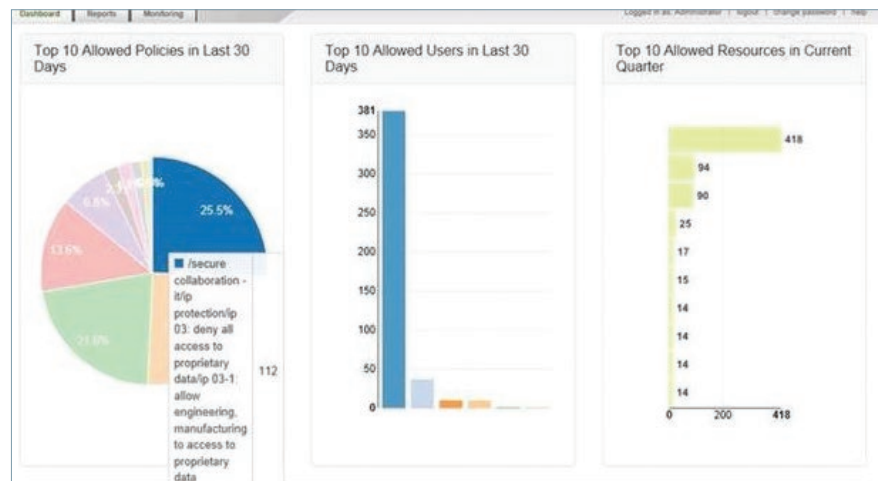 Dashboard Reports Monitoring
Logged in as: Administrator | logout | change password | help
Top 10 Allowed Policies in Last 30
Days
25.5%
6.8%
13.6%
21.6%
/secure
collaboration -
it/ip
protection/ip
03: deny all
access to
proprietary
data/ip 03-1:
allow
engineering,
manufacturing
to access to
proprietary
data
112
Top 10 Allowed Users in Last 30
Days
381
350
300
250
200
150
100
50
0
Top 10 Allowed Resources in Current
Quarter
418
94
90
25
17
15
14
14
14
14
0 200 418